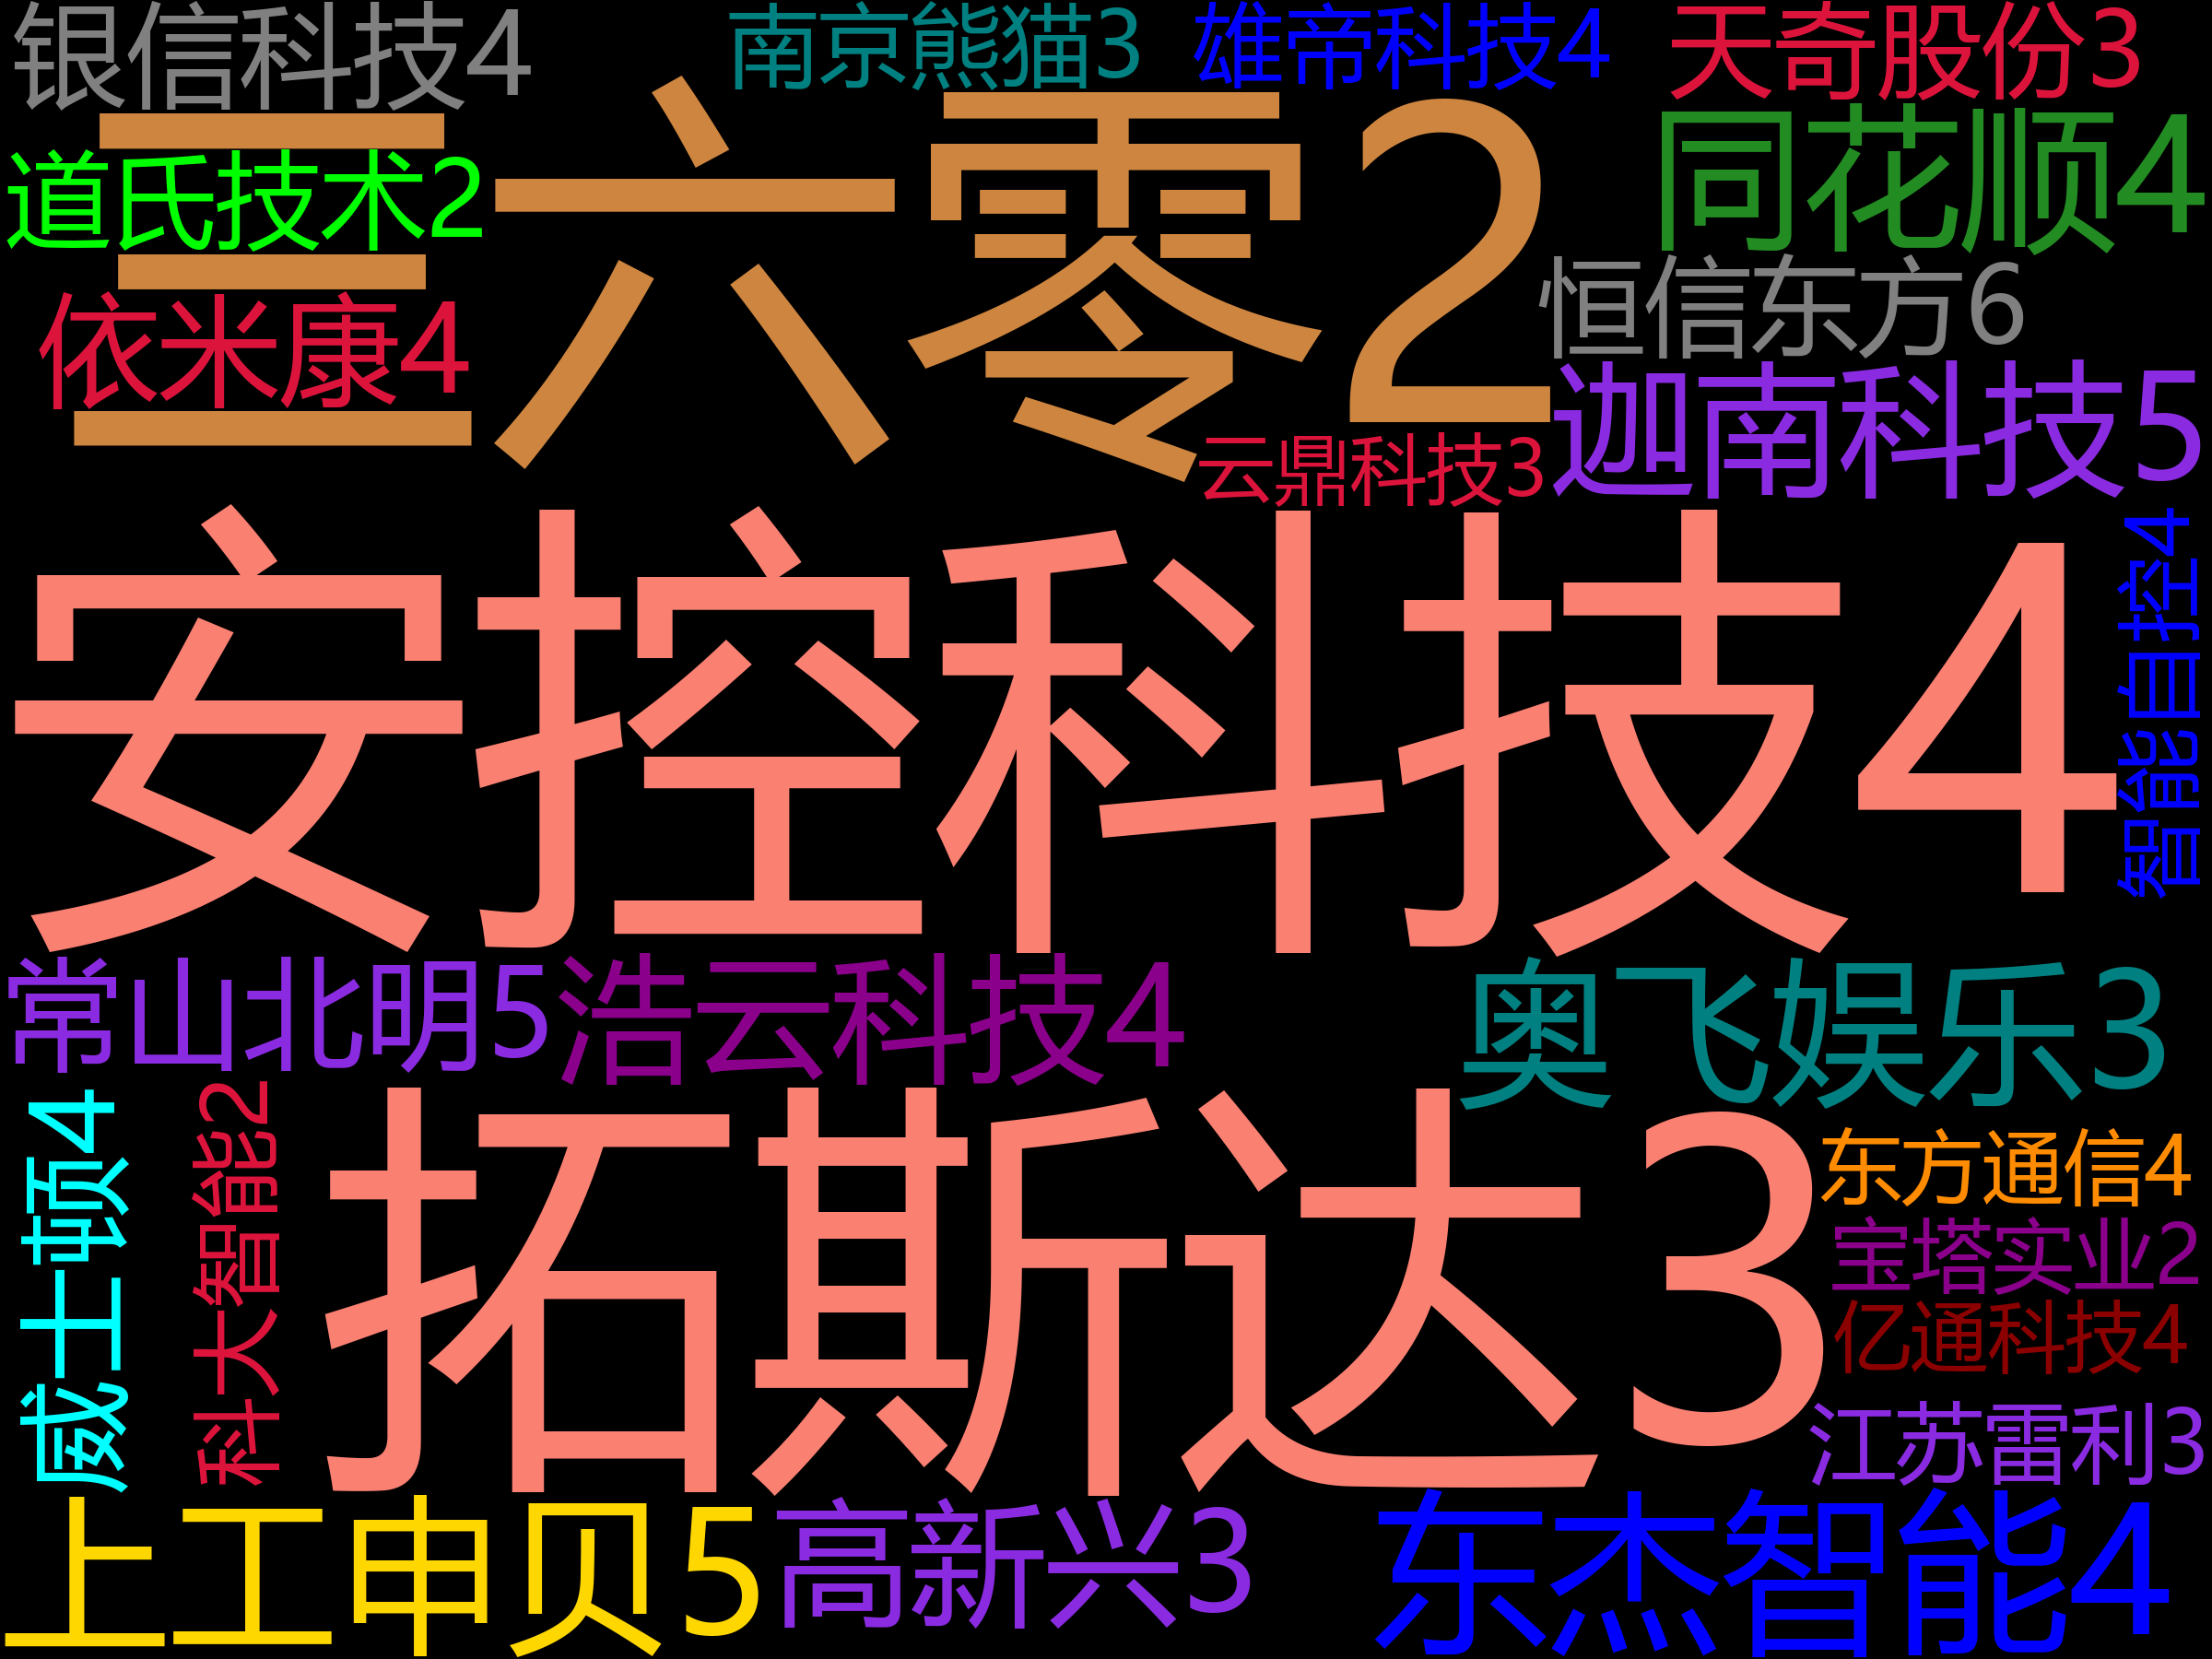 银信科技4
南京熊猫3
维帝科技4
天奇股份3
道氏技术2
三六零2
同花顺4
依米康4
恒信东方6
迦南科技5
云鼎科技3
安控科技4
智能自控4
常山北明5
浩云科技4
奥飞娱乐3
威士顿4
科大智能2
拓斯达3
东方通信4
宝塔实业2
亿通科技4
江苏雷利3
上工申贝5
高新兴3
东杰智能4